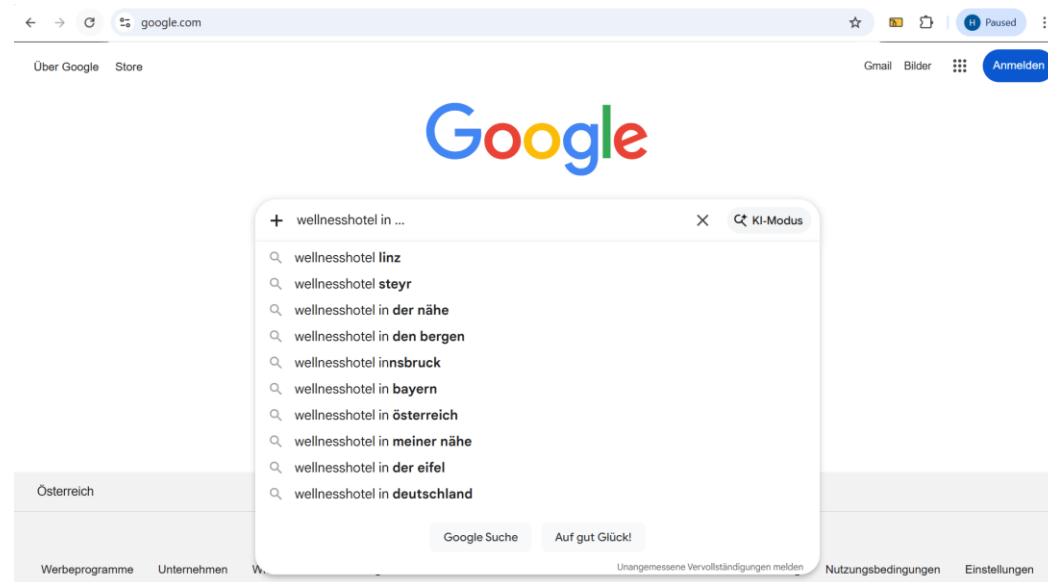 google.com
Paused
Über Google Store
Gmail Bilder
Anmelden
Google
wellnesshotel in ...
KI-Modus
wellnesshotel linz
wellnesshotel steyr
wellnesshotel in der nähe
wellnesshotel in den bergen
wellnesshotel innsbruck
wellnesshotel in bayern
wellnesshotel in österreich
wellnesshotel in meiner nähe
wellnesshotel in der eifel
wellnesshotel in deutschland
Österreich
Google Suche Auf gut Glück!
Unangemessene Vervollständigungen melden
Werbeprogramme Unternehmen
Nutzungsbedingungen Einstellungen